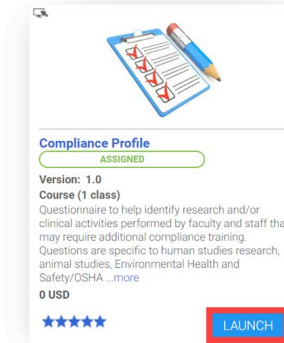 Compliance Profile
ASSIGNED
Version: 1.0
Course (1 class)
Questionnaire to help identify research and/or
clinical activities performed by faculty and staff tha
may require additional compliance training.
Questions are specific to human studies research,
animal studies, Environmental Health and
Safety/OSHA ...more
0 USD
LAUNCH